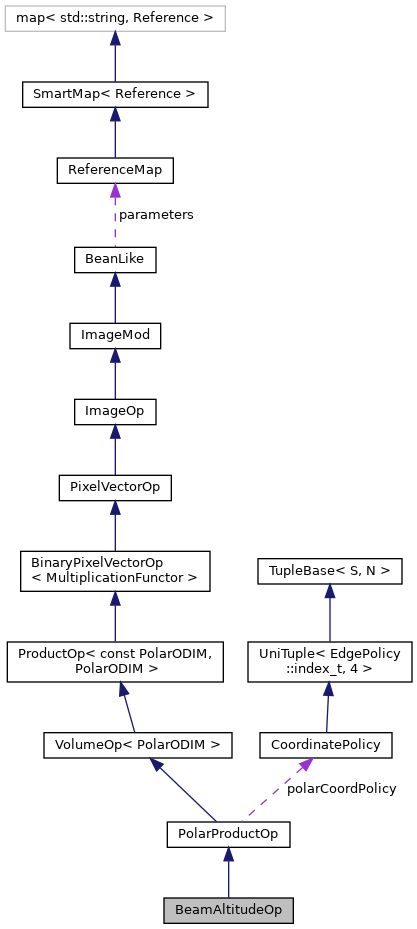 map< std::string, Reference >
SmartMap< Reference >
ReferenceMap
parameters
BeanLike
ImageMod
ImageOp
PixelVectorOp
BinaryPixelVectorOp
< MultiplicationFunctor >
TupleBase< S, N >
ProductOp< const PolarODIM,
PolarODIM >
UniTuple< EdgePolicy
::index_t, 4 >
VolumeOp< PolarODIM >
CoordinatePolicy
polarCoordPolicy
PolarProductOp
BeamAltitudeOp